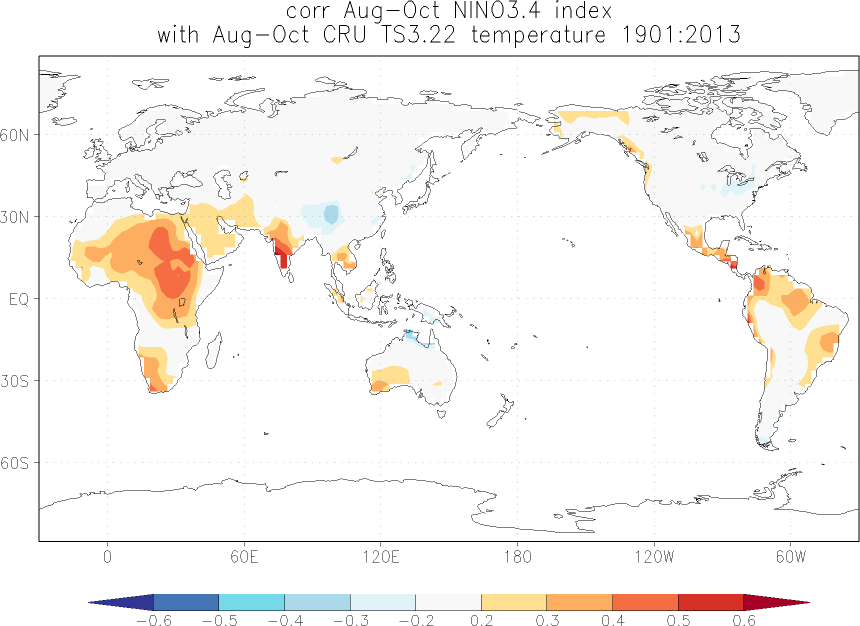 corr Aug-Oct NINO3.4 index
with Aug-Oct CRU TS3.22 temperature 1901:2013
60N
30N
EQ
30S
60S
0 60E 120E 180 120W 60W
-0.6 -0.5 -0.4 -0.3 -0.2 0.2 0.3 0.4 0.5 0.6